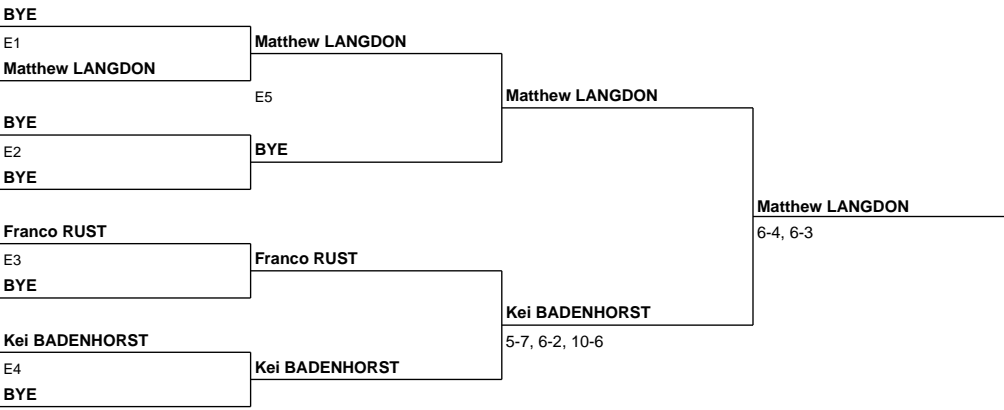 BYE
E1
Matthew LANGDON
Matthew LANGDON
E5
BYE
E2
BYE
BYE
Matthew LANGDON
Franco RUST
E3
BYE
Franco RUST
Kei BADENHORST
E4
BYE
Kei BADENHORST
Kei BADENHORST
5-7, 6-2, 10-6
Matthew LANGDON
6-4, 6-3